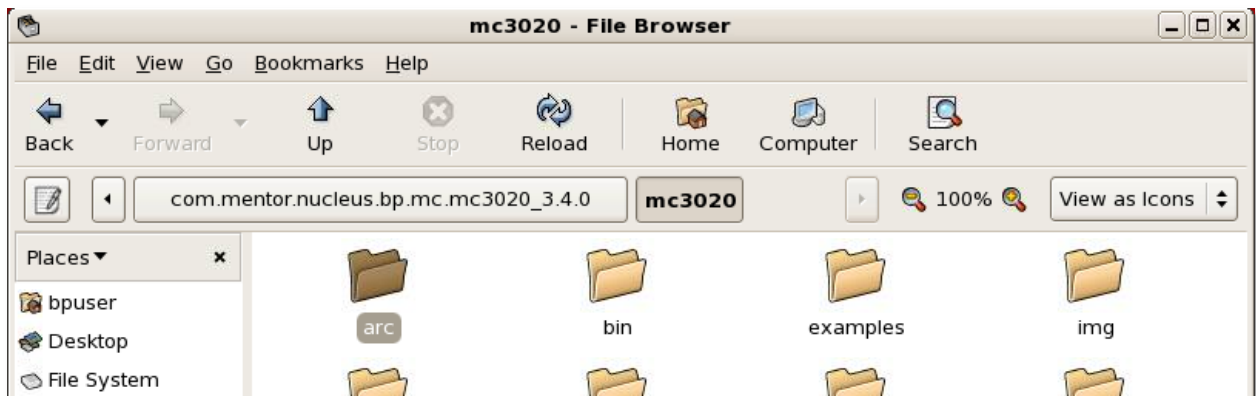 mc3020 - File Browser
File Edit View Go Bookmarks Help
Back Forward Up Stop Reload Home Computer Search
com.mentor.nucleus.bp.mc.mc3020_3.4.0 mc3020 100% View as Icons
Places
bpuser
Desktop
File System
arc bin examples img